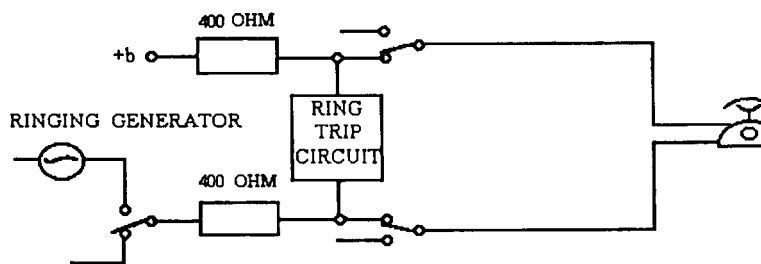 400 OHM
+b
RING
TRIP
CIRCUIT
RINGING GENERATOR
400 OHM